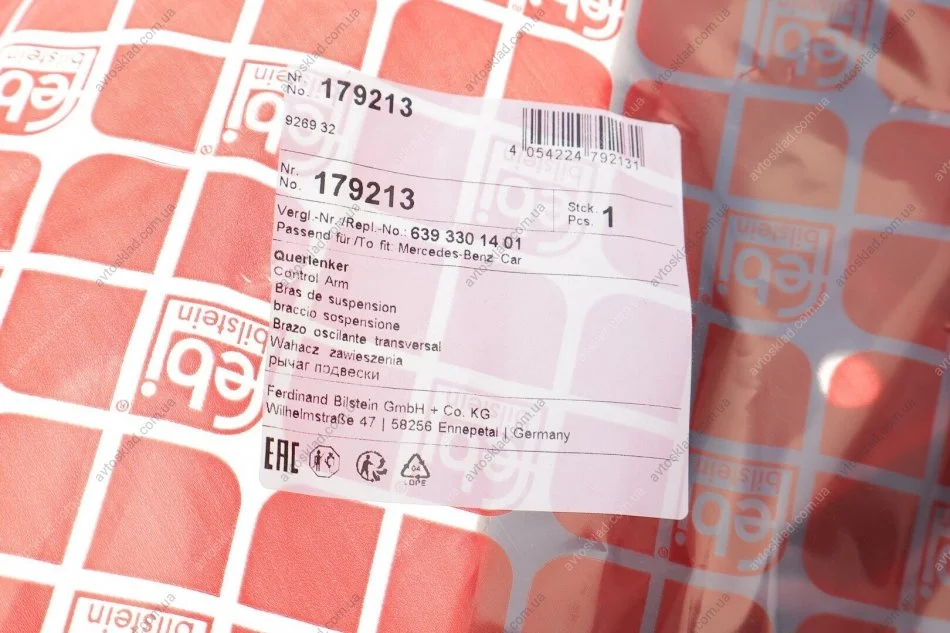 Nr.
No. 179213
926932
4 054224 792131
Nr.
No. 179213
Stck.
Pcs. 1
Vergl.-Nr./Repl.-No.: 639 330 14 01
Passend für/To fit Mercedes-Benz Car
Querlenker
Control Arm
Bras de suspension
braccio sospensione
Brazo oscilante transversal
Wahacz zawieszenia
рычаг подвески
Ferdinand Bilstein GmbH + Co. KG
Wilhelmstraße 47 | 58256 Ennepetal | Germany
EAC
04
LDPE
febi
bilstein
avtosklad.com.ua